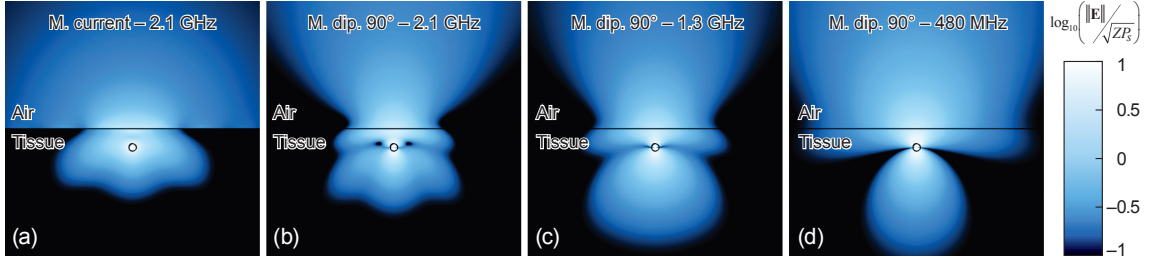 M. current – 2.1 GHz
Air
Tissue
(a)
M. dip. 90° – 2.1 GHz
Air
Tissue
(b)
M. dip. 90° – 1.3 GHz
Air
Tissue
(c)
M. dip. 90° – 480 MHz
Air
Tissue
(d)
log₁₀(‖E‖/√ZPₛ)
1
0.5
0
–0.5
–1